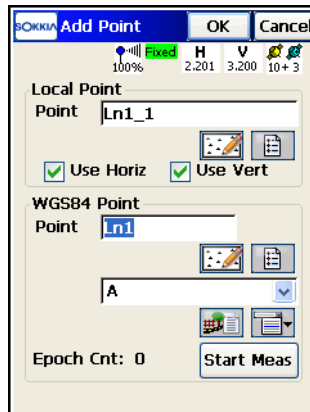 SOKKIA Add Point OK Cancel
Fixed H V
100% 2.201 3.200 10+ 3
Local Point
Point Ln1_1
Use Horiz Use Vert
WGS84 Point
Point Ln1
A
Epoch Cnt: 0 Start Meas